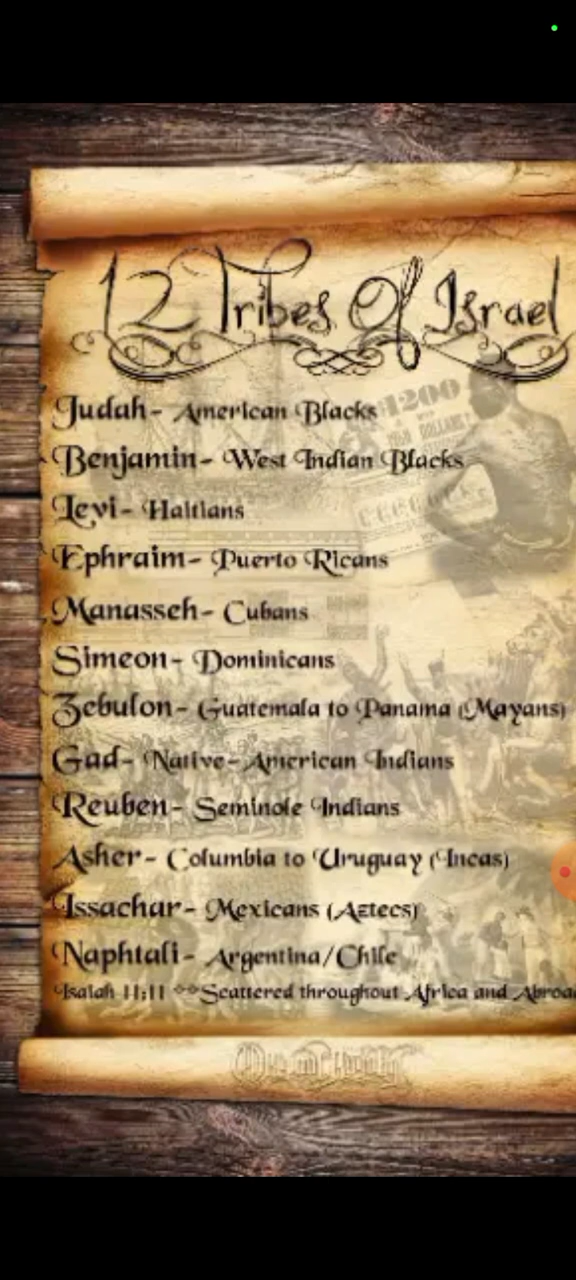 12 Tribes Of Israel
Judah- American Blacks
$1200
Benjamin- West Indian Blacks
Levi- Haitians
Ephraim- Puerto Ricans
Manasseh- Cubans
Simeon- Dominicans
Zebulon- Guatemala to Panama (Mayans)
Gad- Native-American Indians
Reuben- Seminole Indians
Asher- Columbia to Uruguay (Incas)
Issachar- Mexicans (Aztecs)
Naphtali- Argentina/Chile
Isaiah 11:11 **Scattered throughout Africa and Abroa